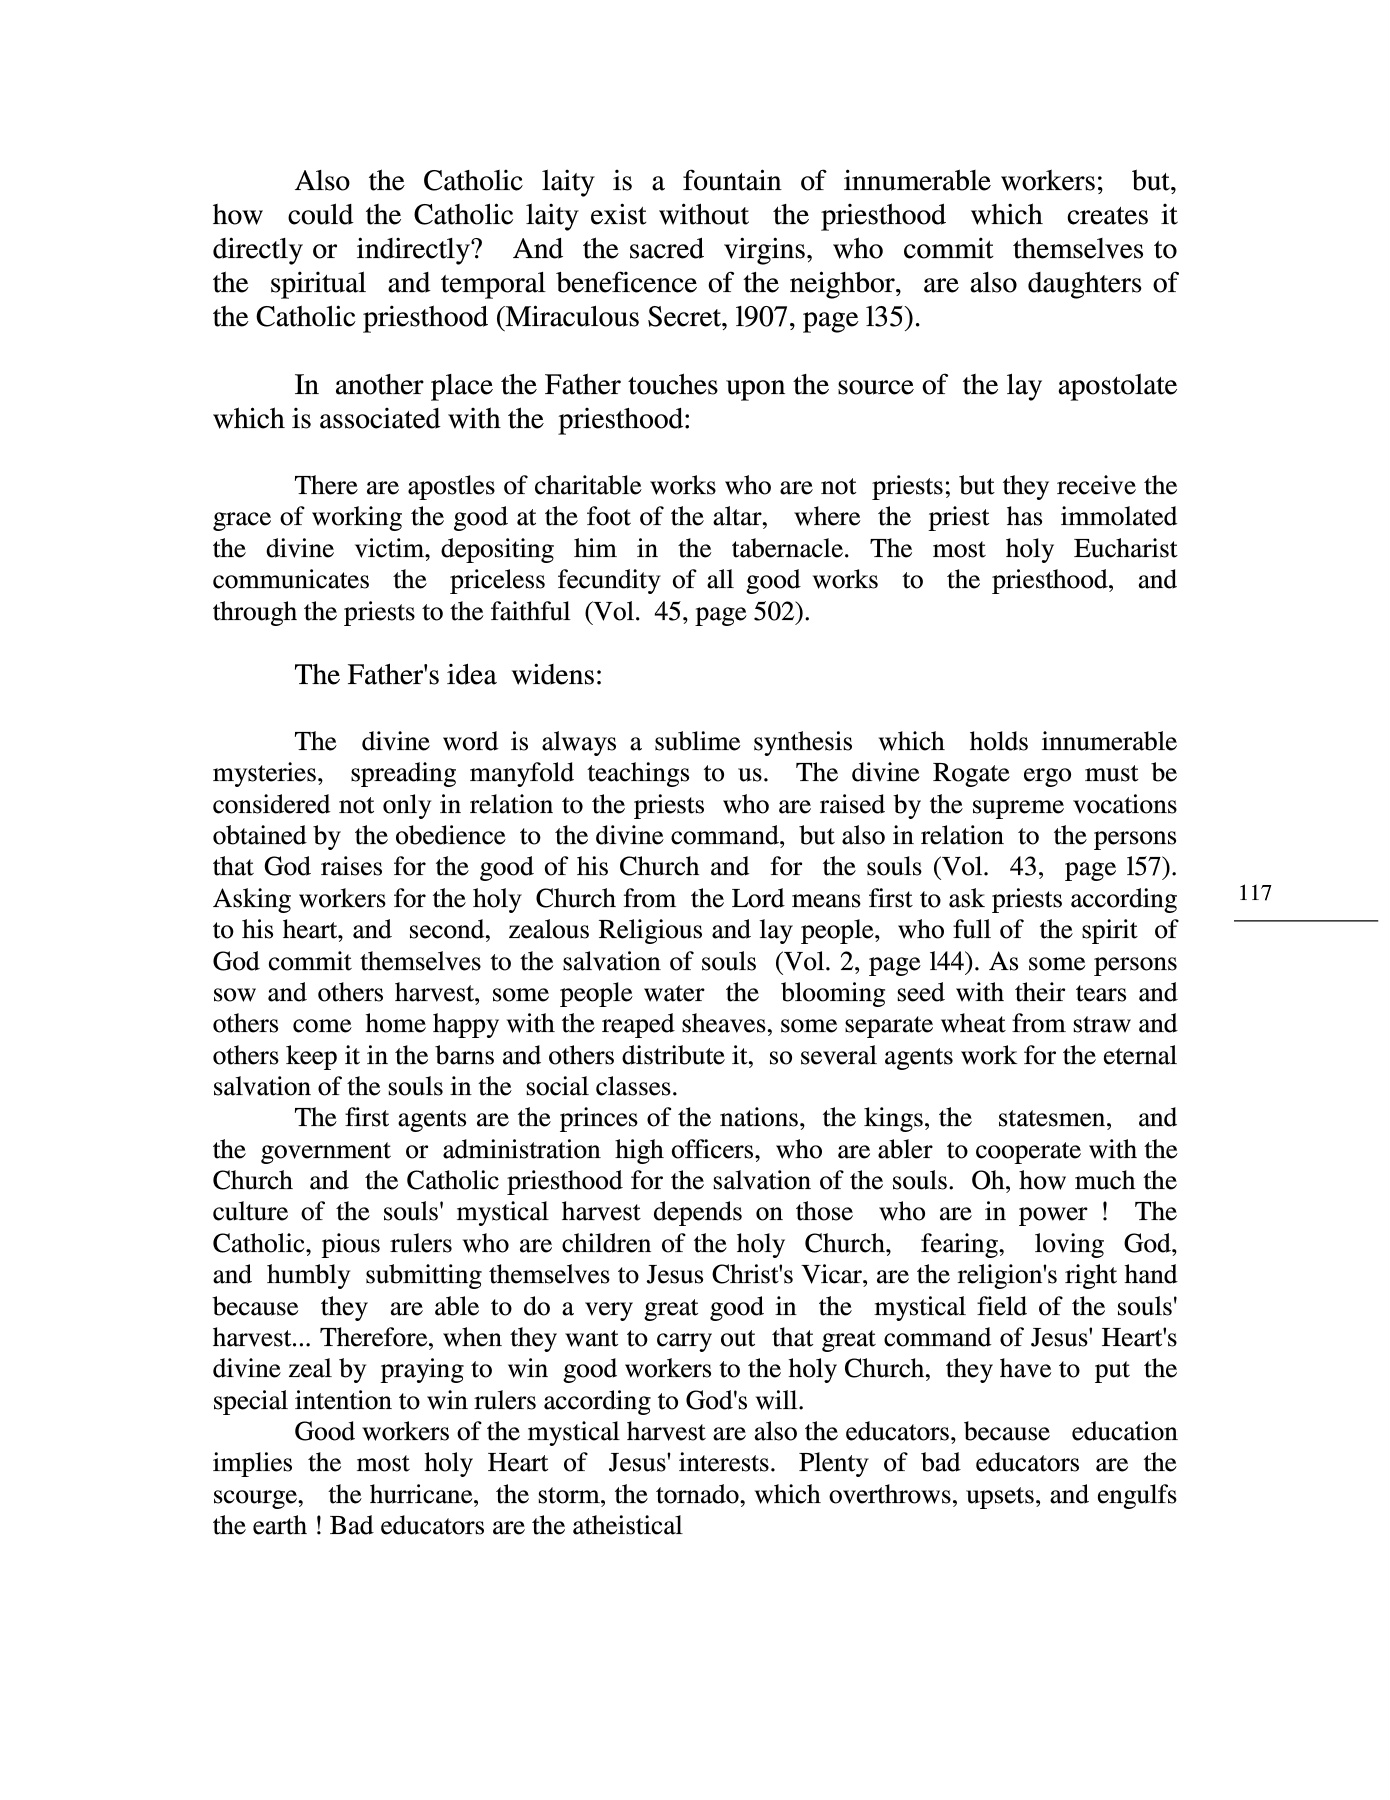 Also the Catholic laity is a fountain of innumerable workers; but,
how could the Catholic laity exist without the priesthood which creates it
directly or indirectly? And the sacred virgins, who commit themselves to
the spiritual and temporal beneficence of the neighbor, are also daughters of
the Catholic priesthood (Miraculous Secret, l907, page l35).
In another place the Father touches upon the source of the lay apostolate
which is associated with the priesthood:
There are apostles of charitable works who are not priests; but they receive the
grace of working the good at the foot of the altar, where the priest has immolated
the divine victim, depositing him in the tabernacle. The most holy Eucharist
communicates the priceless fecundity of all good works to the priesthood, and
through the priests to the faithful (Vol. 45, page 502).
The Father's idea widens:
The divine word is always a sublime synthesis which holds innumerable
mysteries, spreading manyfold teachings to us. The divine Rogate ergo must be
considered not only in relation to the priests who are raised by the supreme vocations
obtained by the obedience to the divine command, but also in relation to the persons
that God raises for the good of his Church and for the souls (Vol. 43, page l57).
Asking workers for the holy Church from the Lord means first to ask priests according
to his heart, and second, zealous Religious and lay people, who full of the spirit of
God commit themselves to the salvation of souls (Vol. 2, page l44). As some persons
sow and others harvest, some people water the blooming seed with their tears and
others come home happy with the reaped sheaves, some separate wheat from straw and
others keep it in the barns and others distribute it, so several agents work for the eternal
salvation of the souls in the social classes.
The first agents are the princes of the nations, the kings, the statesmen, and
the government or administration high officers, who are abler to cooperate with the
Church and the Catholic priesthood for the salvation of the souls. Oh, how much the
culture of the souls' mystical harvest depends on those who are in power ! The
Catholic, pious rulers who are children of the holy Church, fearing, loving God,
and humbly submitting themselves to Jesus Christ's Vicar, are the religion's right hand
because they are able to do a very great good in the mystical field of the souls'
harvest... Therefore, when they want to carry out that great command of Jesus' Heart's
divine zeal by praying to win good workers to the holy Church, they have to put the
special intention to win rulers according to God's will.
Good workers of the mystical harvest are also the educators, because education
implies the most holy Heart of Jesus' interests. Plenty of bad educators are the
scourge, the hurricane, the storm, the tornado, which overthrows, upsets, and engulfs
the earth ! Bad educators are the atheistical
117